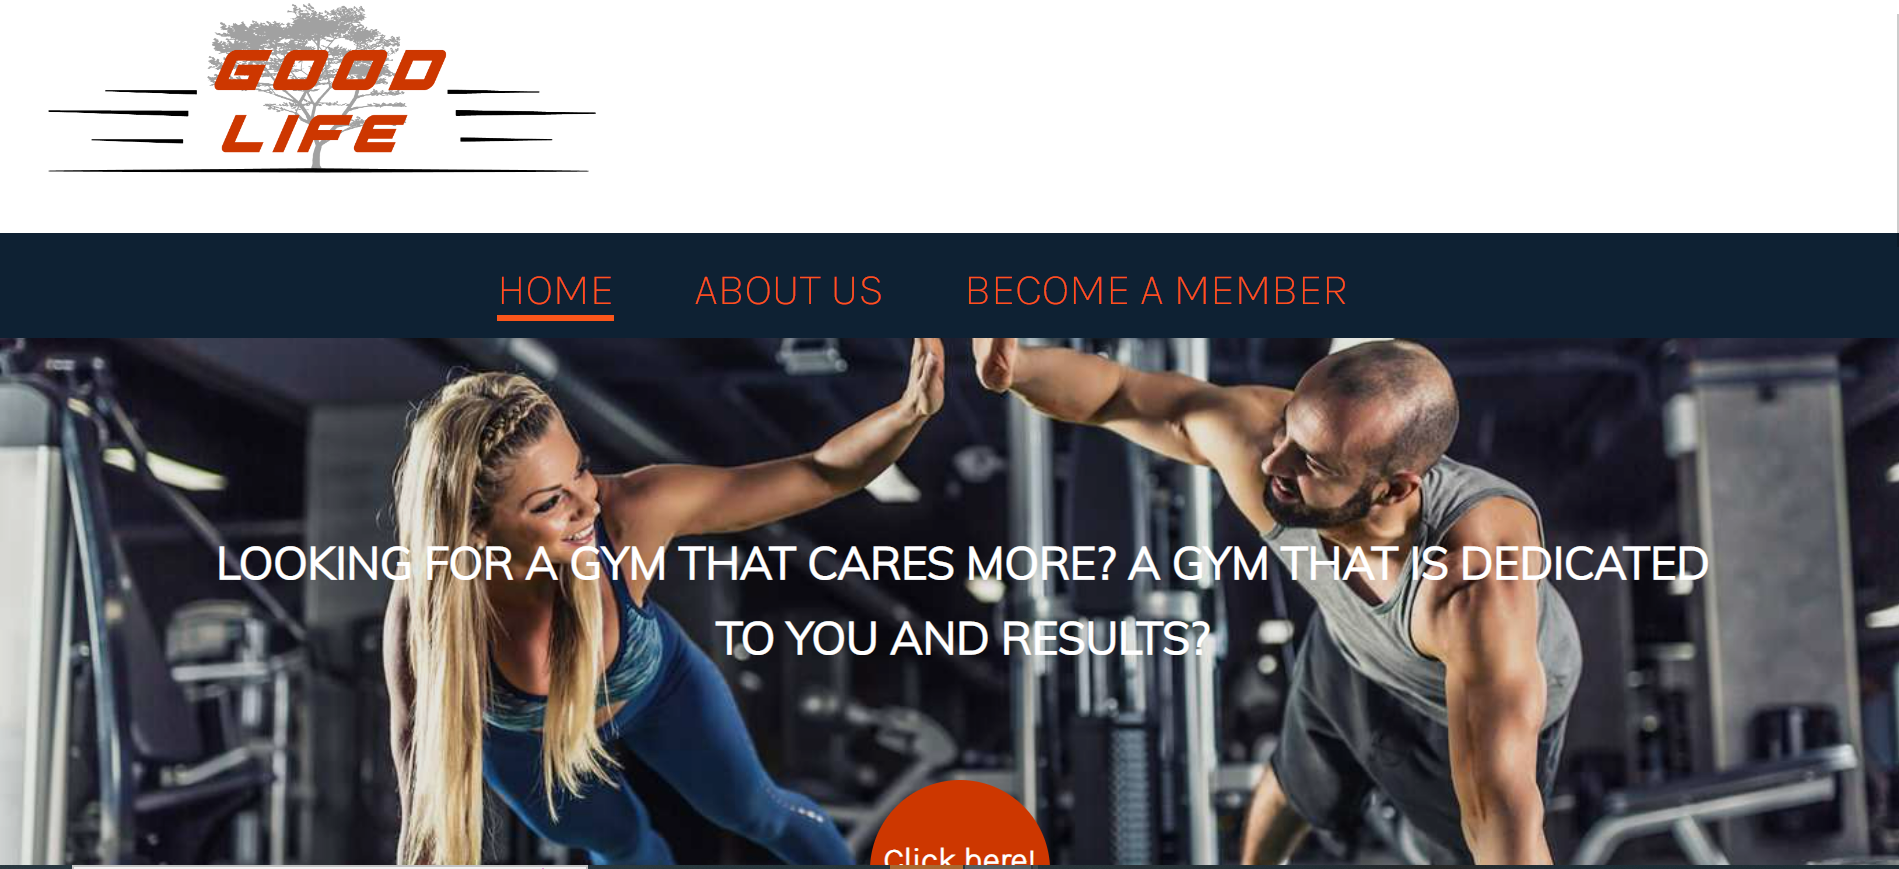 GOOD
LIFE
HOME ABOUT US BECOME A MEMBER
LOOKING FOR A GYM THAT CARES MORE? A GYM THAT IS DEDICATED
TO YOU AND RESULTS?
Click here!